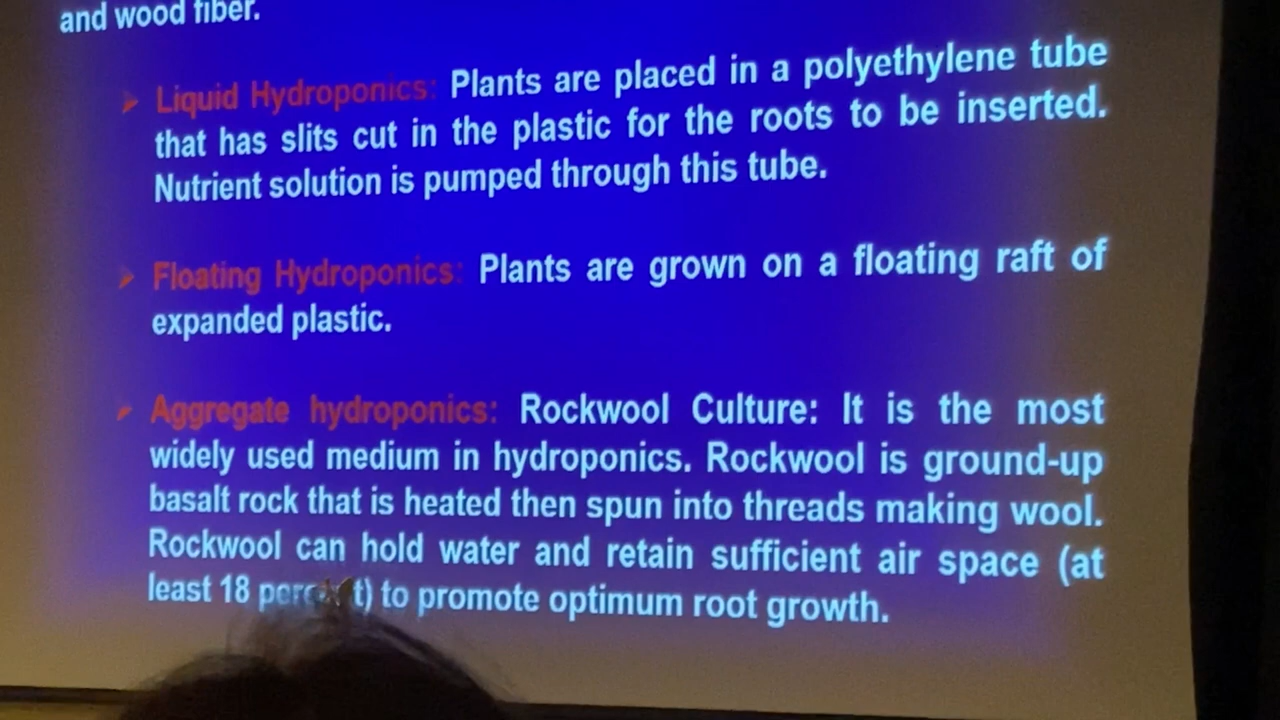 and wood fiber.
Liquid Hydroponics: Plants are placed in a polyethylene tube
that has slits cut in the plastic for the roots to be inserted.
Nutrient solution is pumped through this tube.
Floating Hydroponics: Plants are grown on a floating raft of
expanded plastic.
Aggregate hydroponics: Rockwool Culture: It is the most
widely used medium in hydroponics. Rockwool is ground-up
basalt rock that is heated then spun into threads making wool.
Rockwool can hold water and retain sufficient air space (at
least 18 percent) to promote optimum root growth.